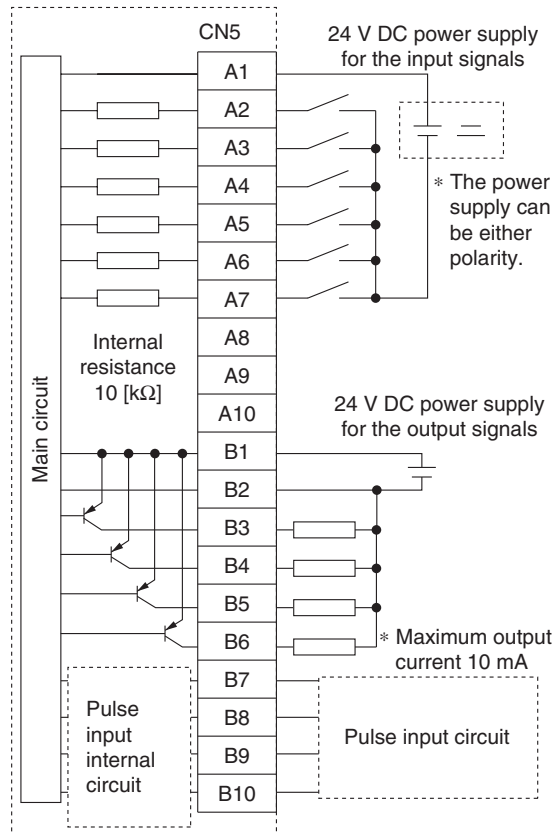 CN5
24 V DC power supply
for the input signals
A1
A2
A3
A4
A5
A6
A7
A8
A9
A10
B1
B2
B3
B4
B5
B6
B7
B8
B9
B10
* The power
supply can
be either
polarity.
Main circuit
Internal
resistance
10 [kΩ]
24 V DC power supply
for the output signals
* Maximum output
current 10 mA
Pulse
input
internal
circuit
Pulse input circuit